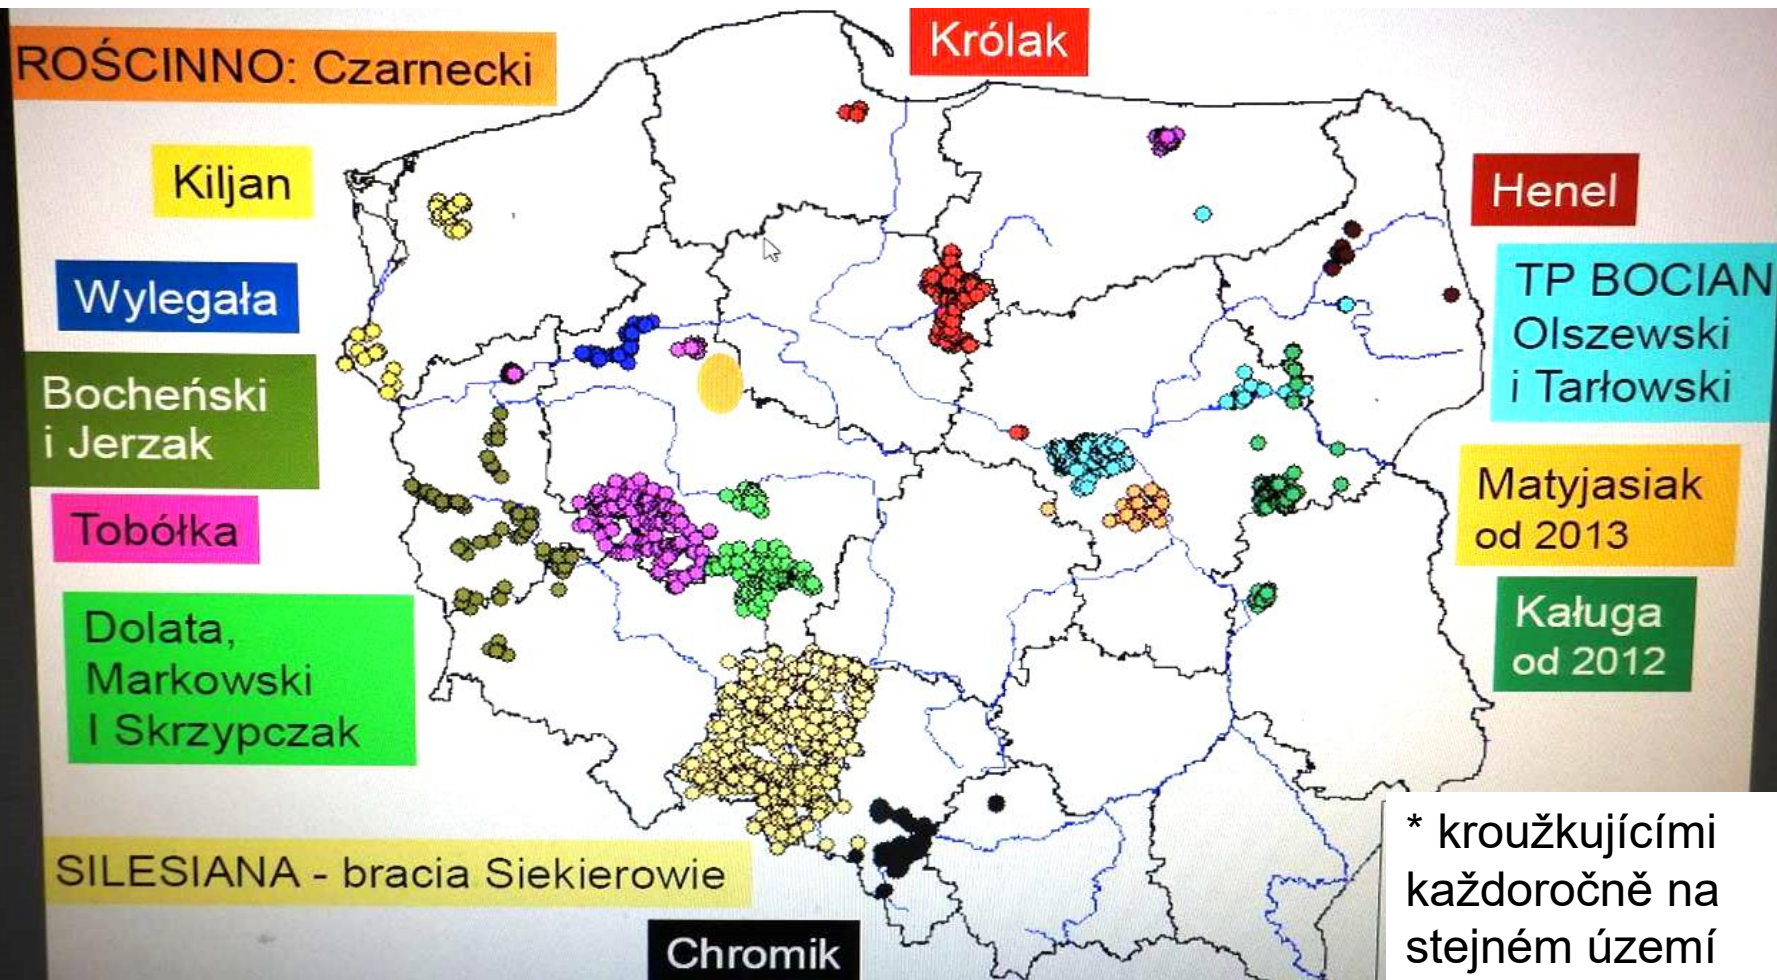 ROŚCINNO: Czarnecki
Królak
Kiljan
Henel
Wylegała
TP BOCIAN
Olszewski
i Tarłowski
Bocheński
i Jerzak
Matyjasiak
od 2013
Tobółka
Kaługa
od 2012
Dolata,
Markowski
I Skrzypczak
SILESIANA - bracia Siekierowie
Chromik
* kroužkujícími
každoročně na
stejném území